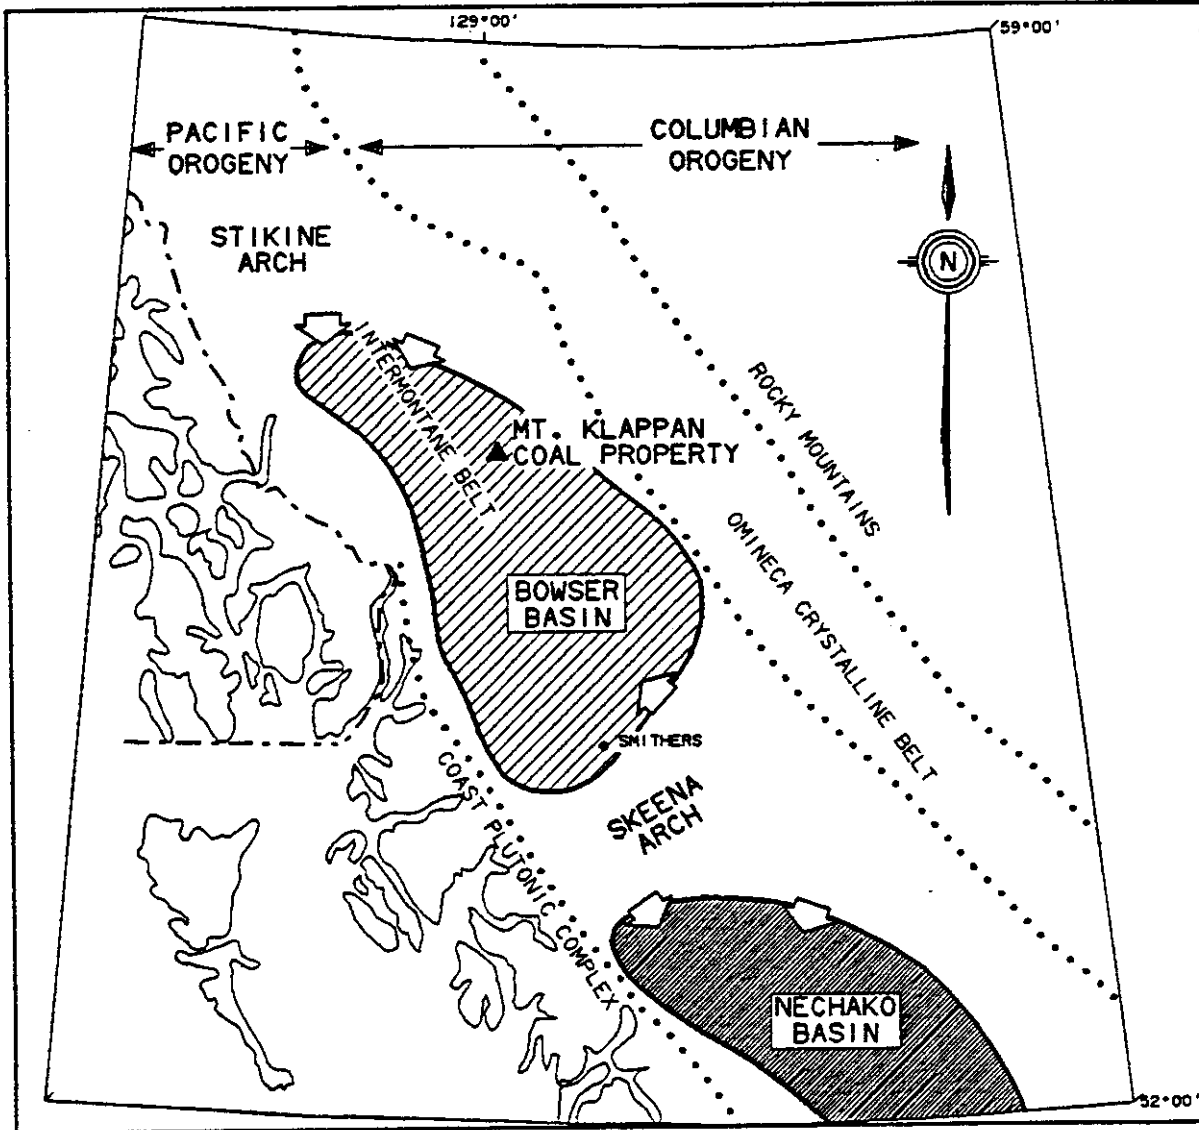 129°00'
59°00'
PACIFIC
OROGENY
COLUMBIAN
OROGENY
STIKINE
ARCH
N
INTERMONTANE BELT
ROCKY MOUNTAINS
MT. KLAPPAN
COAL PROPERTY
OMINECA CRYSTALLINE BELT
BOWSER
BASIN
SMITHERS
COAST PLUTONIC COMPLEX
SKEENA
ARCH
NECHAKO
BASIN
52°00'